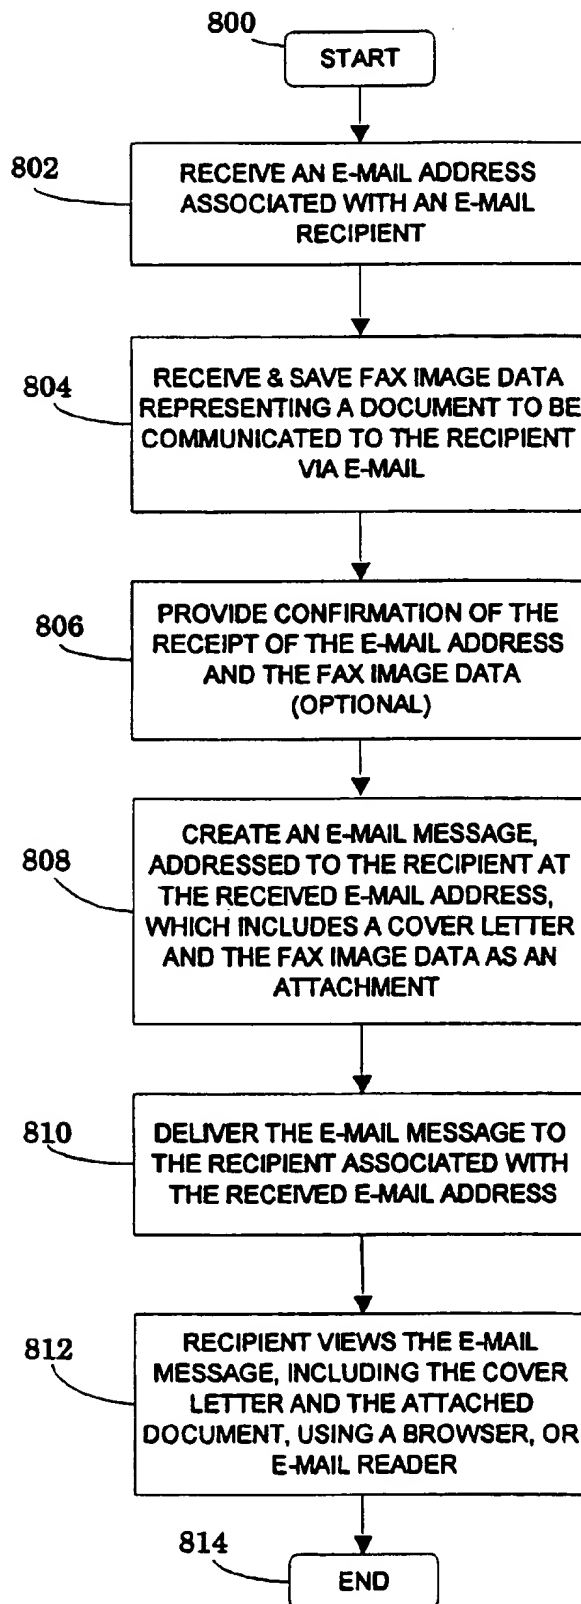 800
START
802
RECEIVE AN E-MAIL ADDRESS
ASSOCIATED WITH AN E-MAIL
RECIPIENT
804
RECEIVE & SAVE FAX IMAGE DATA
REPRESENTING A DOCUMENT TO BE
COMMUNICATED TO THE RECIPIENT
VIA E-MAIL
806
PROVIDE CONFIRMATION OF THE
RECEIPT OF THE E-MAIL ADDRESS
AND THE FAX IMAGE DATA
(OPTIONAL)
808
CREATE AN E-MAIL MESSAGE,
ADDRESSED TO THE RECIPIENT AT
THE RECEIVED E-MAIL ADDRESS,
WHICH INCLUDES A COVER LETTER
AND THE FAX IMAGE DATA AS AN
ATTACHMENT
810
DELIVER THE E-MAIL MESSAGE TO
THE RECIPIENT ASSOCIATED WITH
THE RECEIVED E-MAIL ADDRESS
812
RECIPIENT VIEWS THE E-MAIL
MESSAGE, INCLUDING THE COVER
LETTER AND THE ATTACHED
DOCUMENT, USING A BROWSER, OR
E-MAIL READER
814
END